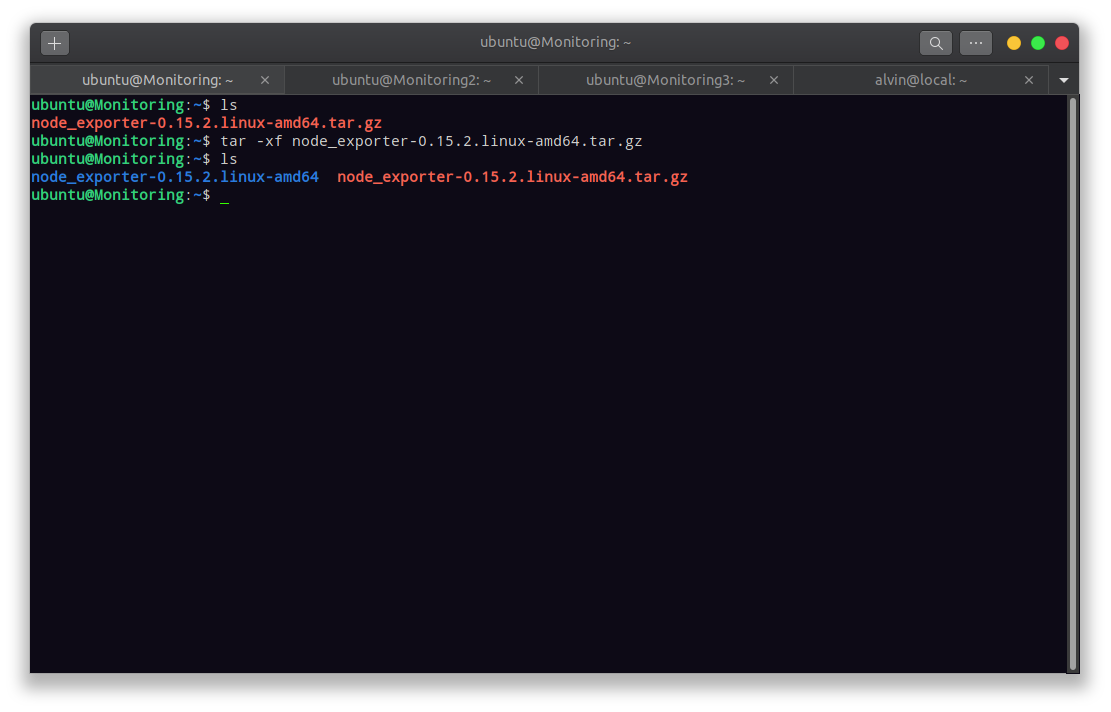 ubuntu@Monitoring: ~
ubuntu@Monitoring: ~ ubuntu@Monitoring2: ~ ubuntu@Monitoring3: ~ alvin@local: ~
ubuntu@Monitoring:~$ ls
node_exporter-0.15.2.linux-amd64.tar.gz
ubuntu@Monitoring:~$ tar -xf node_exporter-0.15.2.linux-amd64.tar.gz
ubuntu@Monitoring:~$ ls
node_exporter-0.15.2.linux-amd64  node_exporter-0.15.2.linux-amd64.tar.gz
ubuntu@Monitoring:~$ _